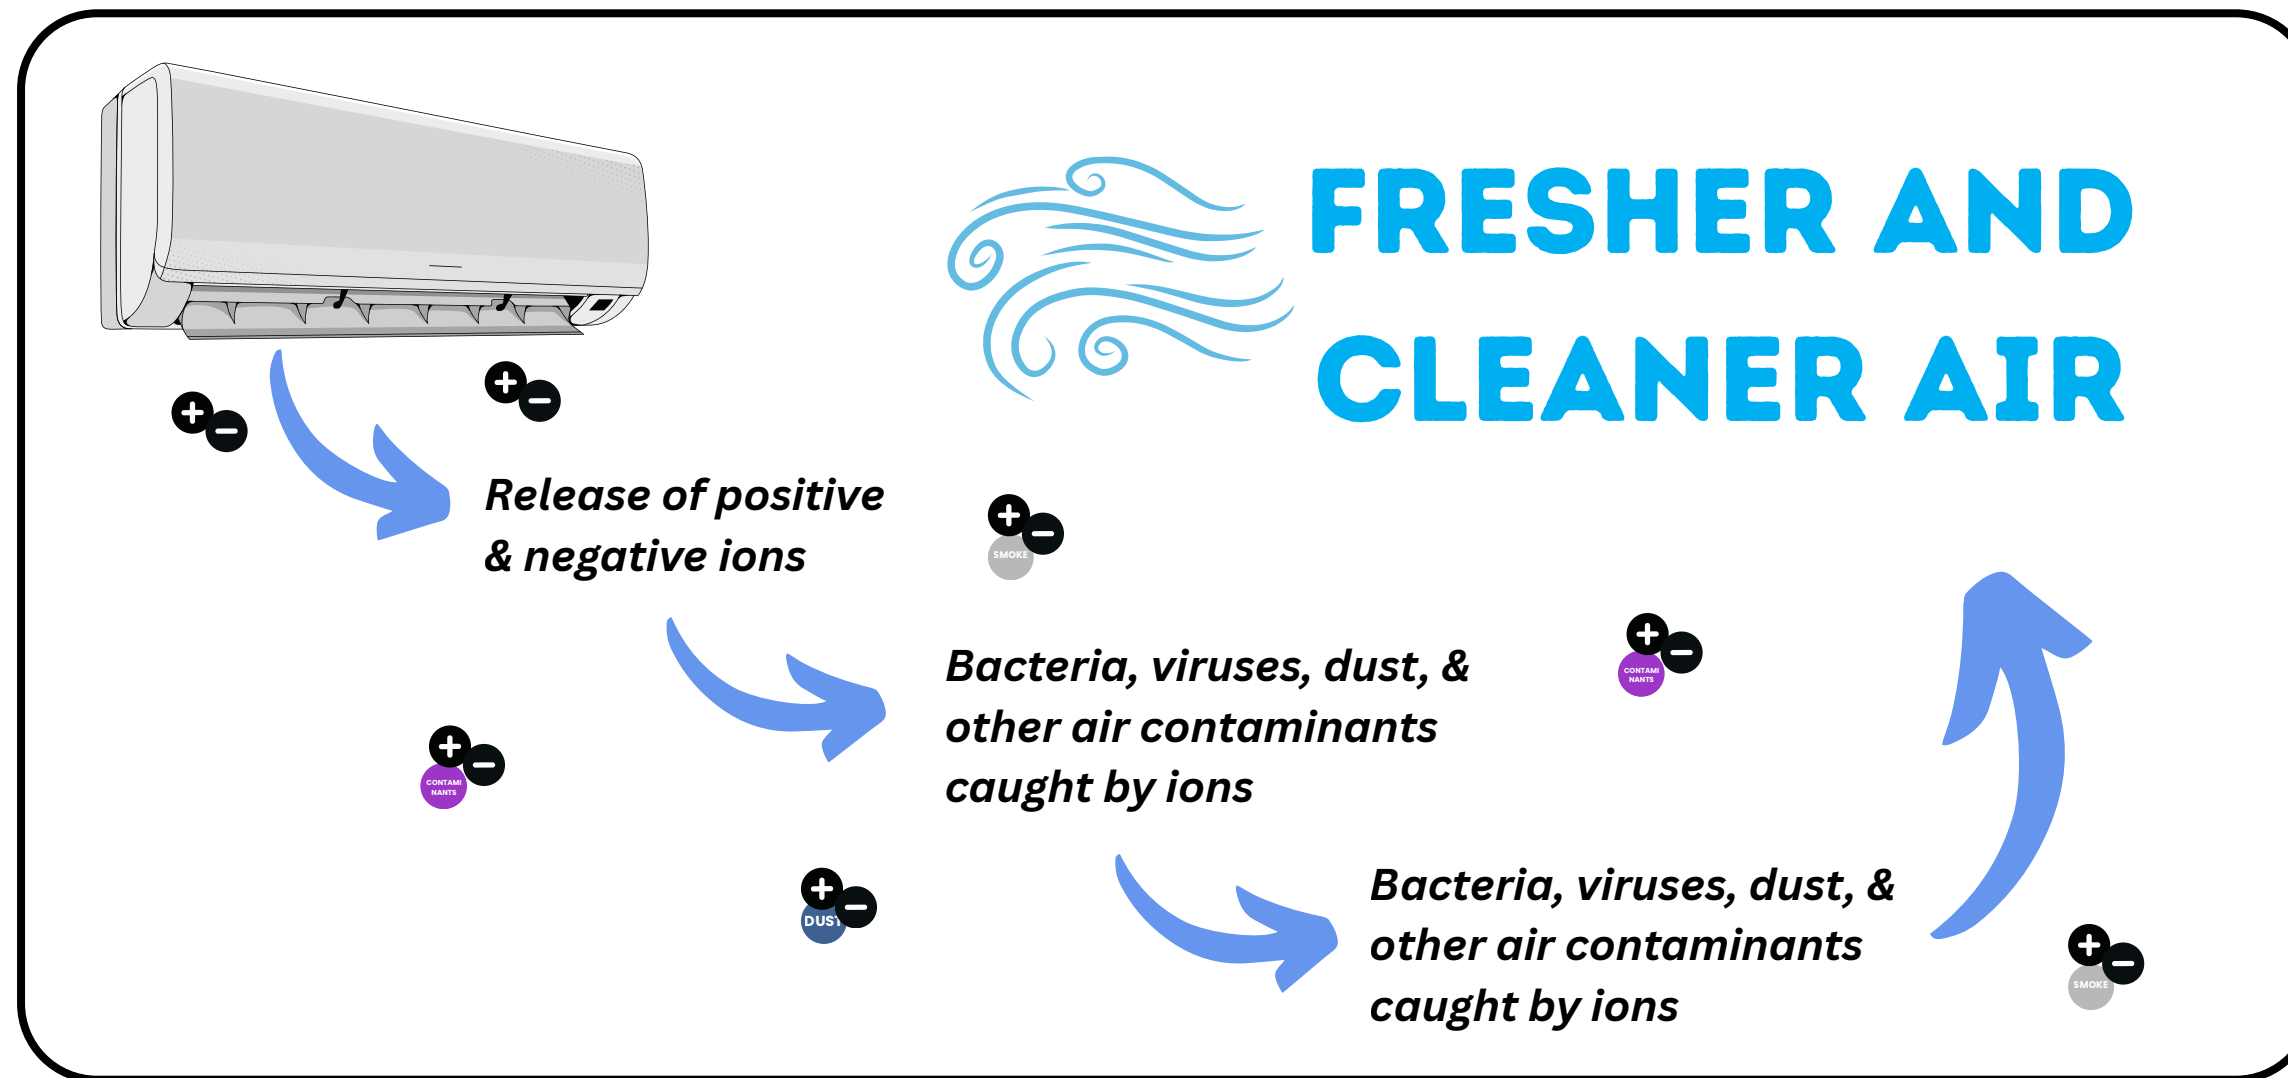 FRESHER AND
CLEANER AIR
Release of positive
& negative ions
SMOKE
Bacteria, viruses, dust, &
other air contaminants
caught by ions
CONTAMI
NANTS
CONTAMI
NANTS
DUST
Bacteria, viruses, dust, &
other air contaminants
caught by ions
SMOKE